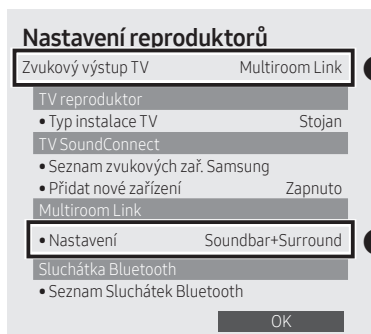 Nastavení reproduktorů
Zvukový výstup TV Multiroom Link
TV reproduktor
• Typ instalace TV Stojan
TV SoundConnect
• Seznam zvukových zař. Samsung
• Přidat nové zařízení Zapnuto
Multiroom Link
• Nastavení Soundbar+Surround
Sluchátka Bluetooth
• Seznam Sluchátek Bluetooth
OK